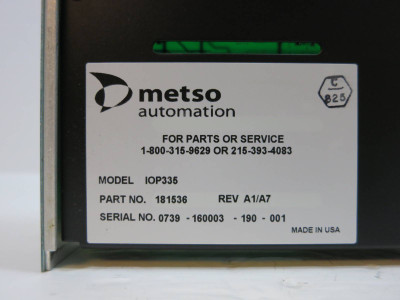 metso
automation
C
825
FOR PARTS OR SERVICE
1-800-315-9629 OR 215-393-4083
MODEL IOP335
PART NO. 181536 REV A1/A7
SERIAL NO. 0739 - 160003 - 190 - 001
MADE IN USA